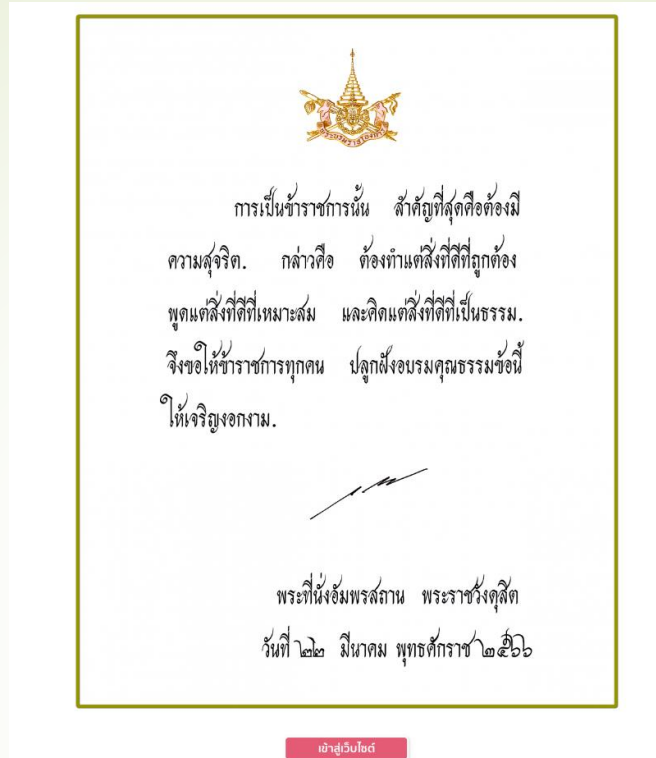 การเป็นข้าราชการนั้น สำคัญที่สุดคือต้องมี
ความสุจริต. กล่าวคือ ต้องทำแต่สิ่งที่ดีที่ถูกต้อง
พูดแต่สิ่งที่ดีที่เหมาะสม และคิดแต่สิ่งที่ดีที่เป็นธรรม.
จึงขอให้ข้าราชการทุกคน ปลูกฝังอบรมคุณธรรมข้อนี้
ให้เจริญงอกงาม.
พระที่นั่งอัมพรสถาน พระราชวังดุสิต
วันที่ ๒๒ มีนาคม พุทธศักราช ๒๕๖๖
เข้าสู่เว็บไซต์